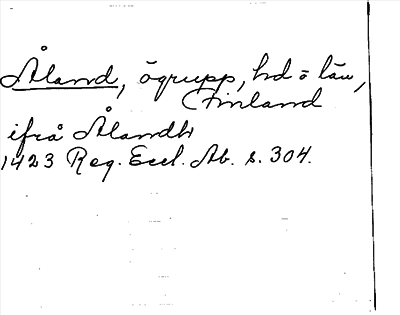 Åland, ögrupp, hd o län,
Finland
ifrå Ålandh
1423 Reg. Eccl. Ab. s. 304.